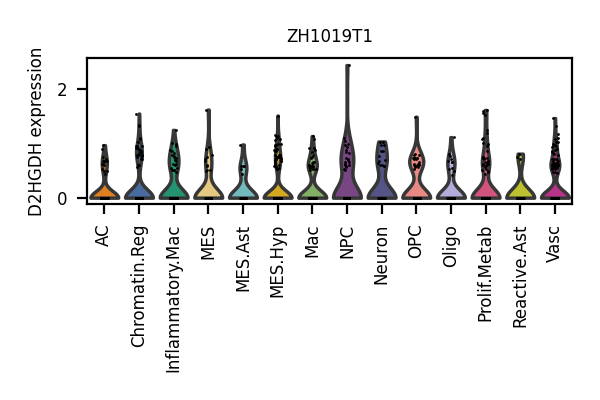 ZH1019T1
D2HGDH expression
2
0
AC
Chromatin.Reg
Inflammatory.Mac
MES
MES.Ast
MES.Hyp
Mac
NPC
Neuron
OPC
Oligo
Prolif.Metab
Reactive.Ast
Vasc